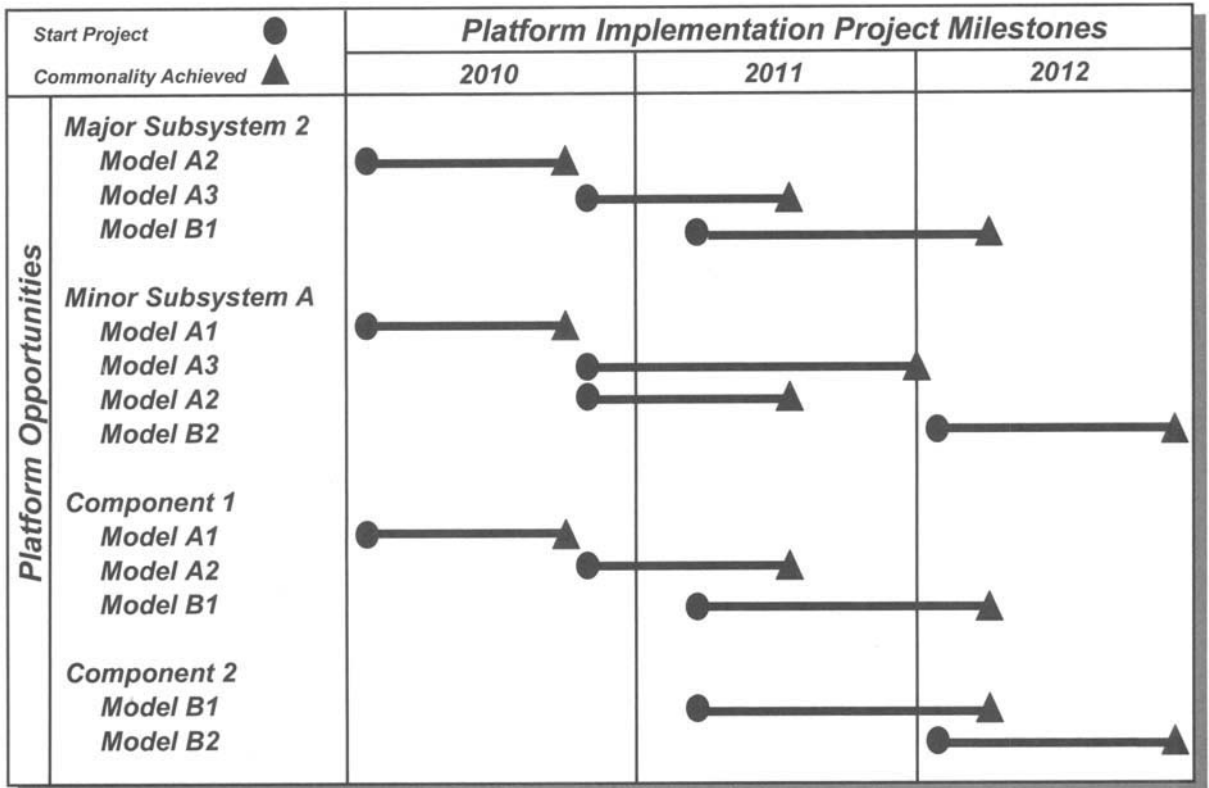 Start Project
Commonality Achieved
Platform Implementation Project Milestones
2010 2011 2012
Platform Opportunities
Major Subsystem 2
Model A2
Model A3
Model B1
Minor Subsystem A
Model A1
Model A3
Model A2
Model B2
Component 1
Model A1
Model A2
Model B1
Component 2
Model B1
Model B2